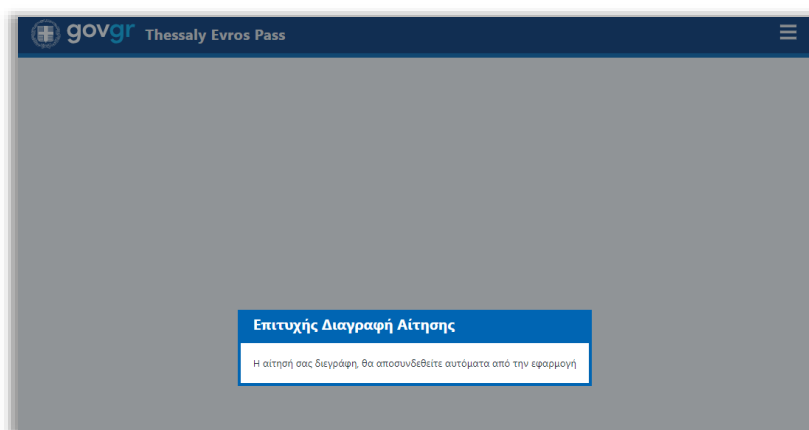 govgr Thessaly Evros Pass
Επιτυχής Διαγραφή Αίτησης
Η αίτησή σας διεγράφη, θα αποσυνδεθείτε αυτόματα από την εφαρμογή